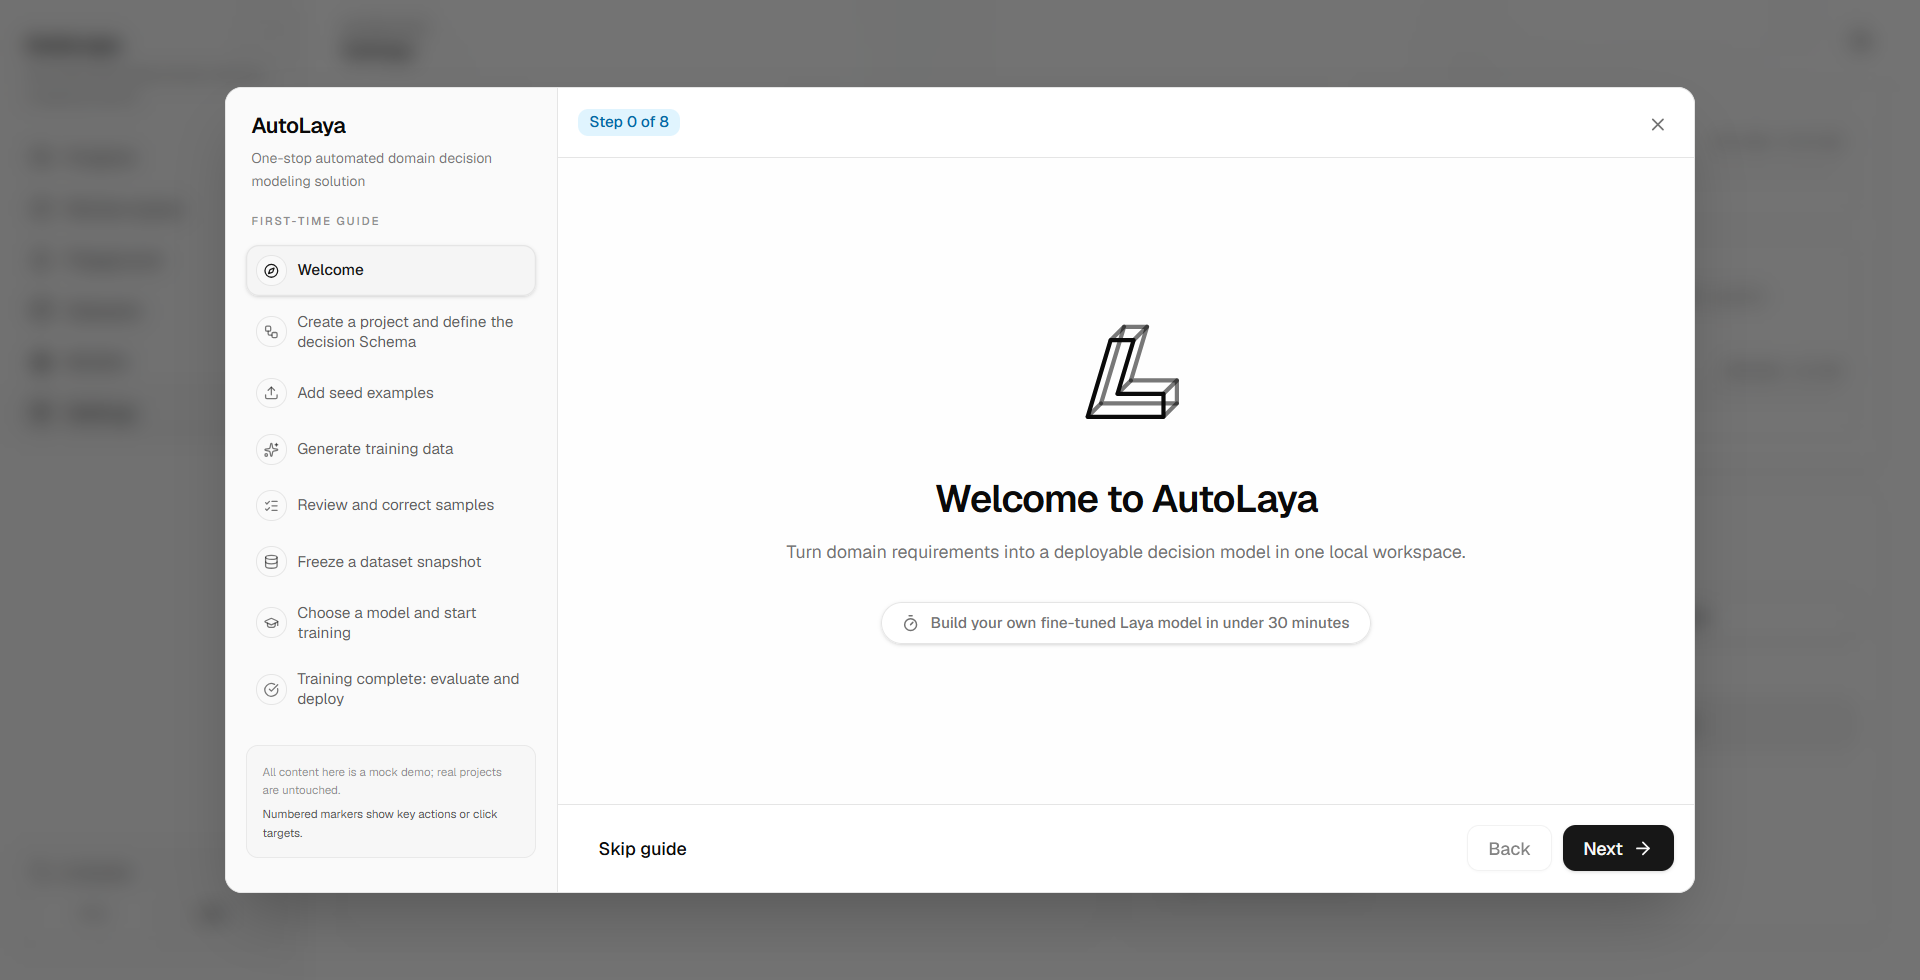 AutoLaya
One-stop automated domain decision
modeling solution
FIRST-TIME GUIDE
Welcome
Create a project and define the
decision Schema
Add seed examples
Generate training data
Review and correct samples
Freeze a dataset snapshot
Choose a model and start
training
Training complete: evaluate and
deploy
All content here is a mock demo; real projects
are untouched.
Numbered markers show key actions or click
targets.
Step 0 of 8
Welcome to AutoLaya
Turn domain requirements into a deployable decision model in one local workspace.
Build your own fine-tuned Laya model in under 30 minutes
Skip guide
Back
Next